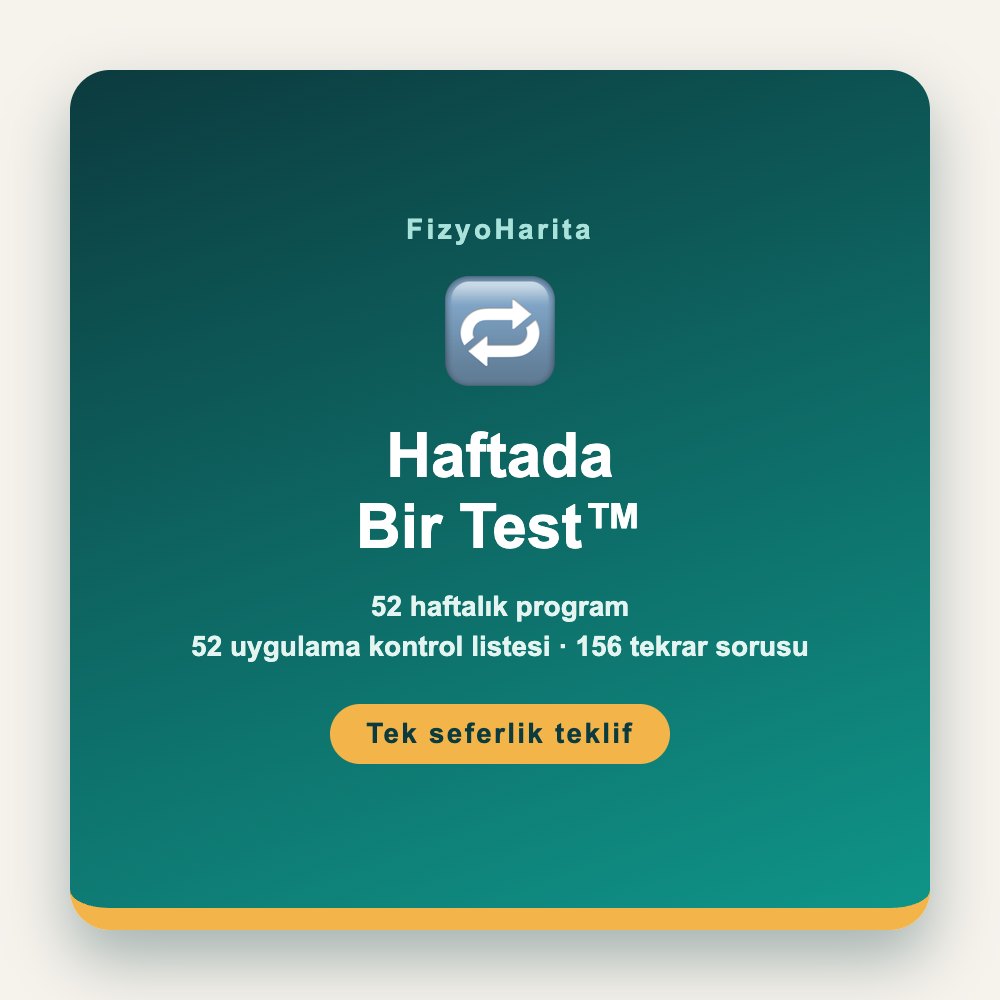 FizyoHarita
Haftada
Bir Test™
52 haftalık program
52 uygulama kontrol listesi · 156 tekrar sorusu
Tek seferlik teklif